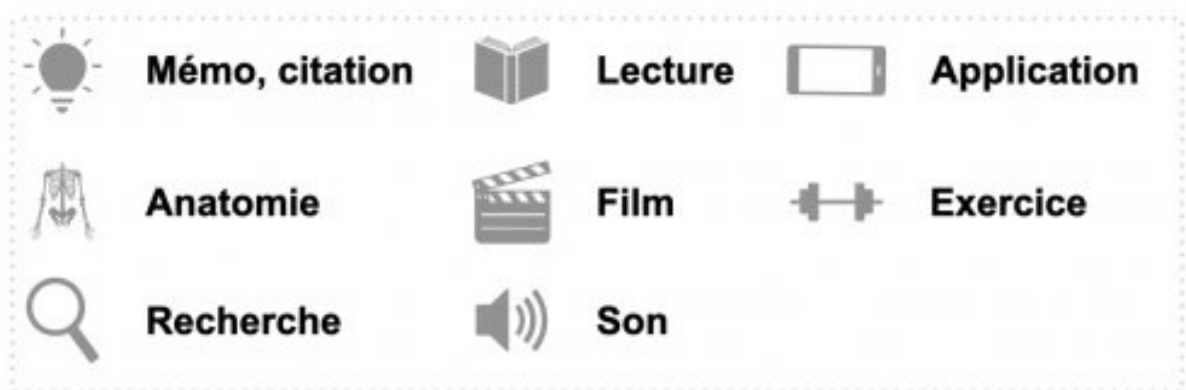 Mémo, citation
Lecture
Application
Anatomie
Film
Exercice
Recherche
Son